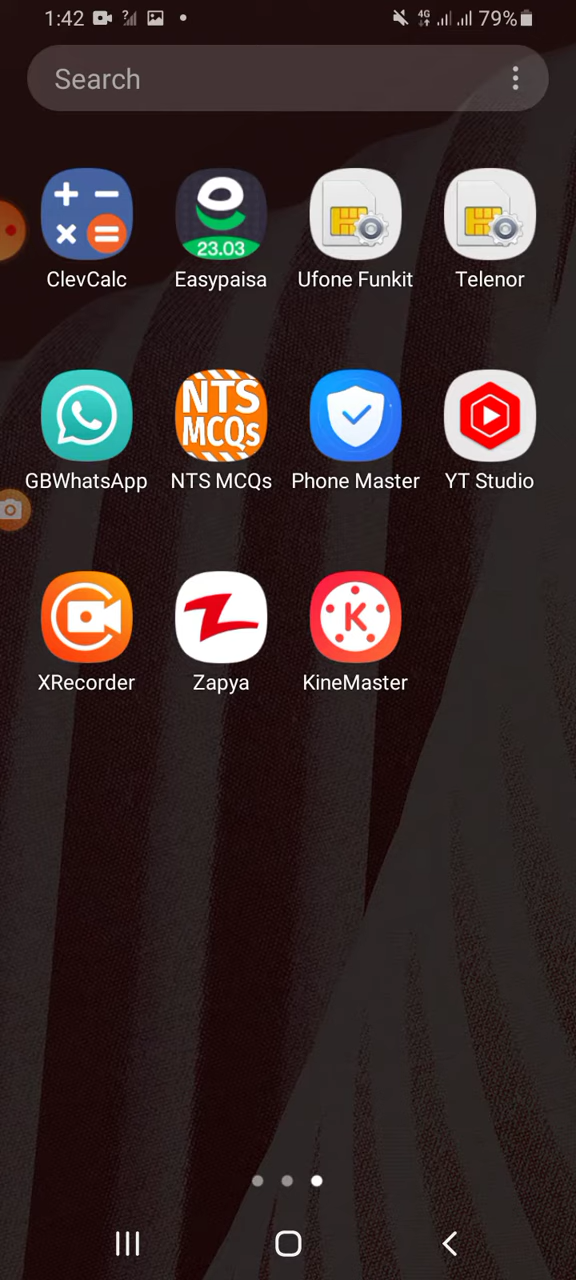 1:42 4G 79%
Search
23.03
ClevCalc Easypaisa Ufone Funkit Telenor
NTS
MCQs
GBWhatsApp NTS MCQs Phone Master YT Studio
K
XRecorder Zapya KineMaster